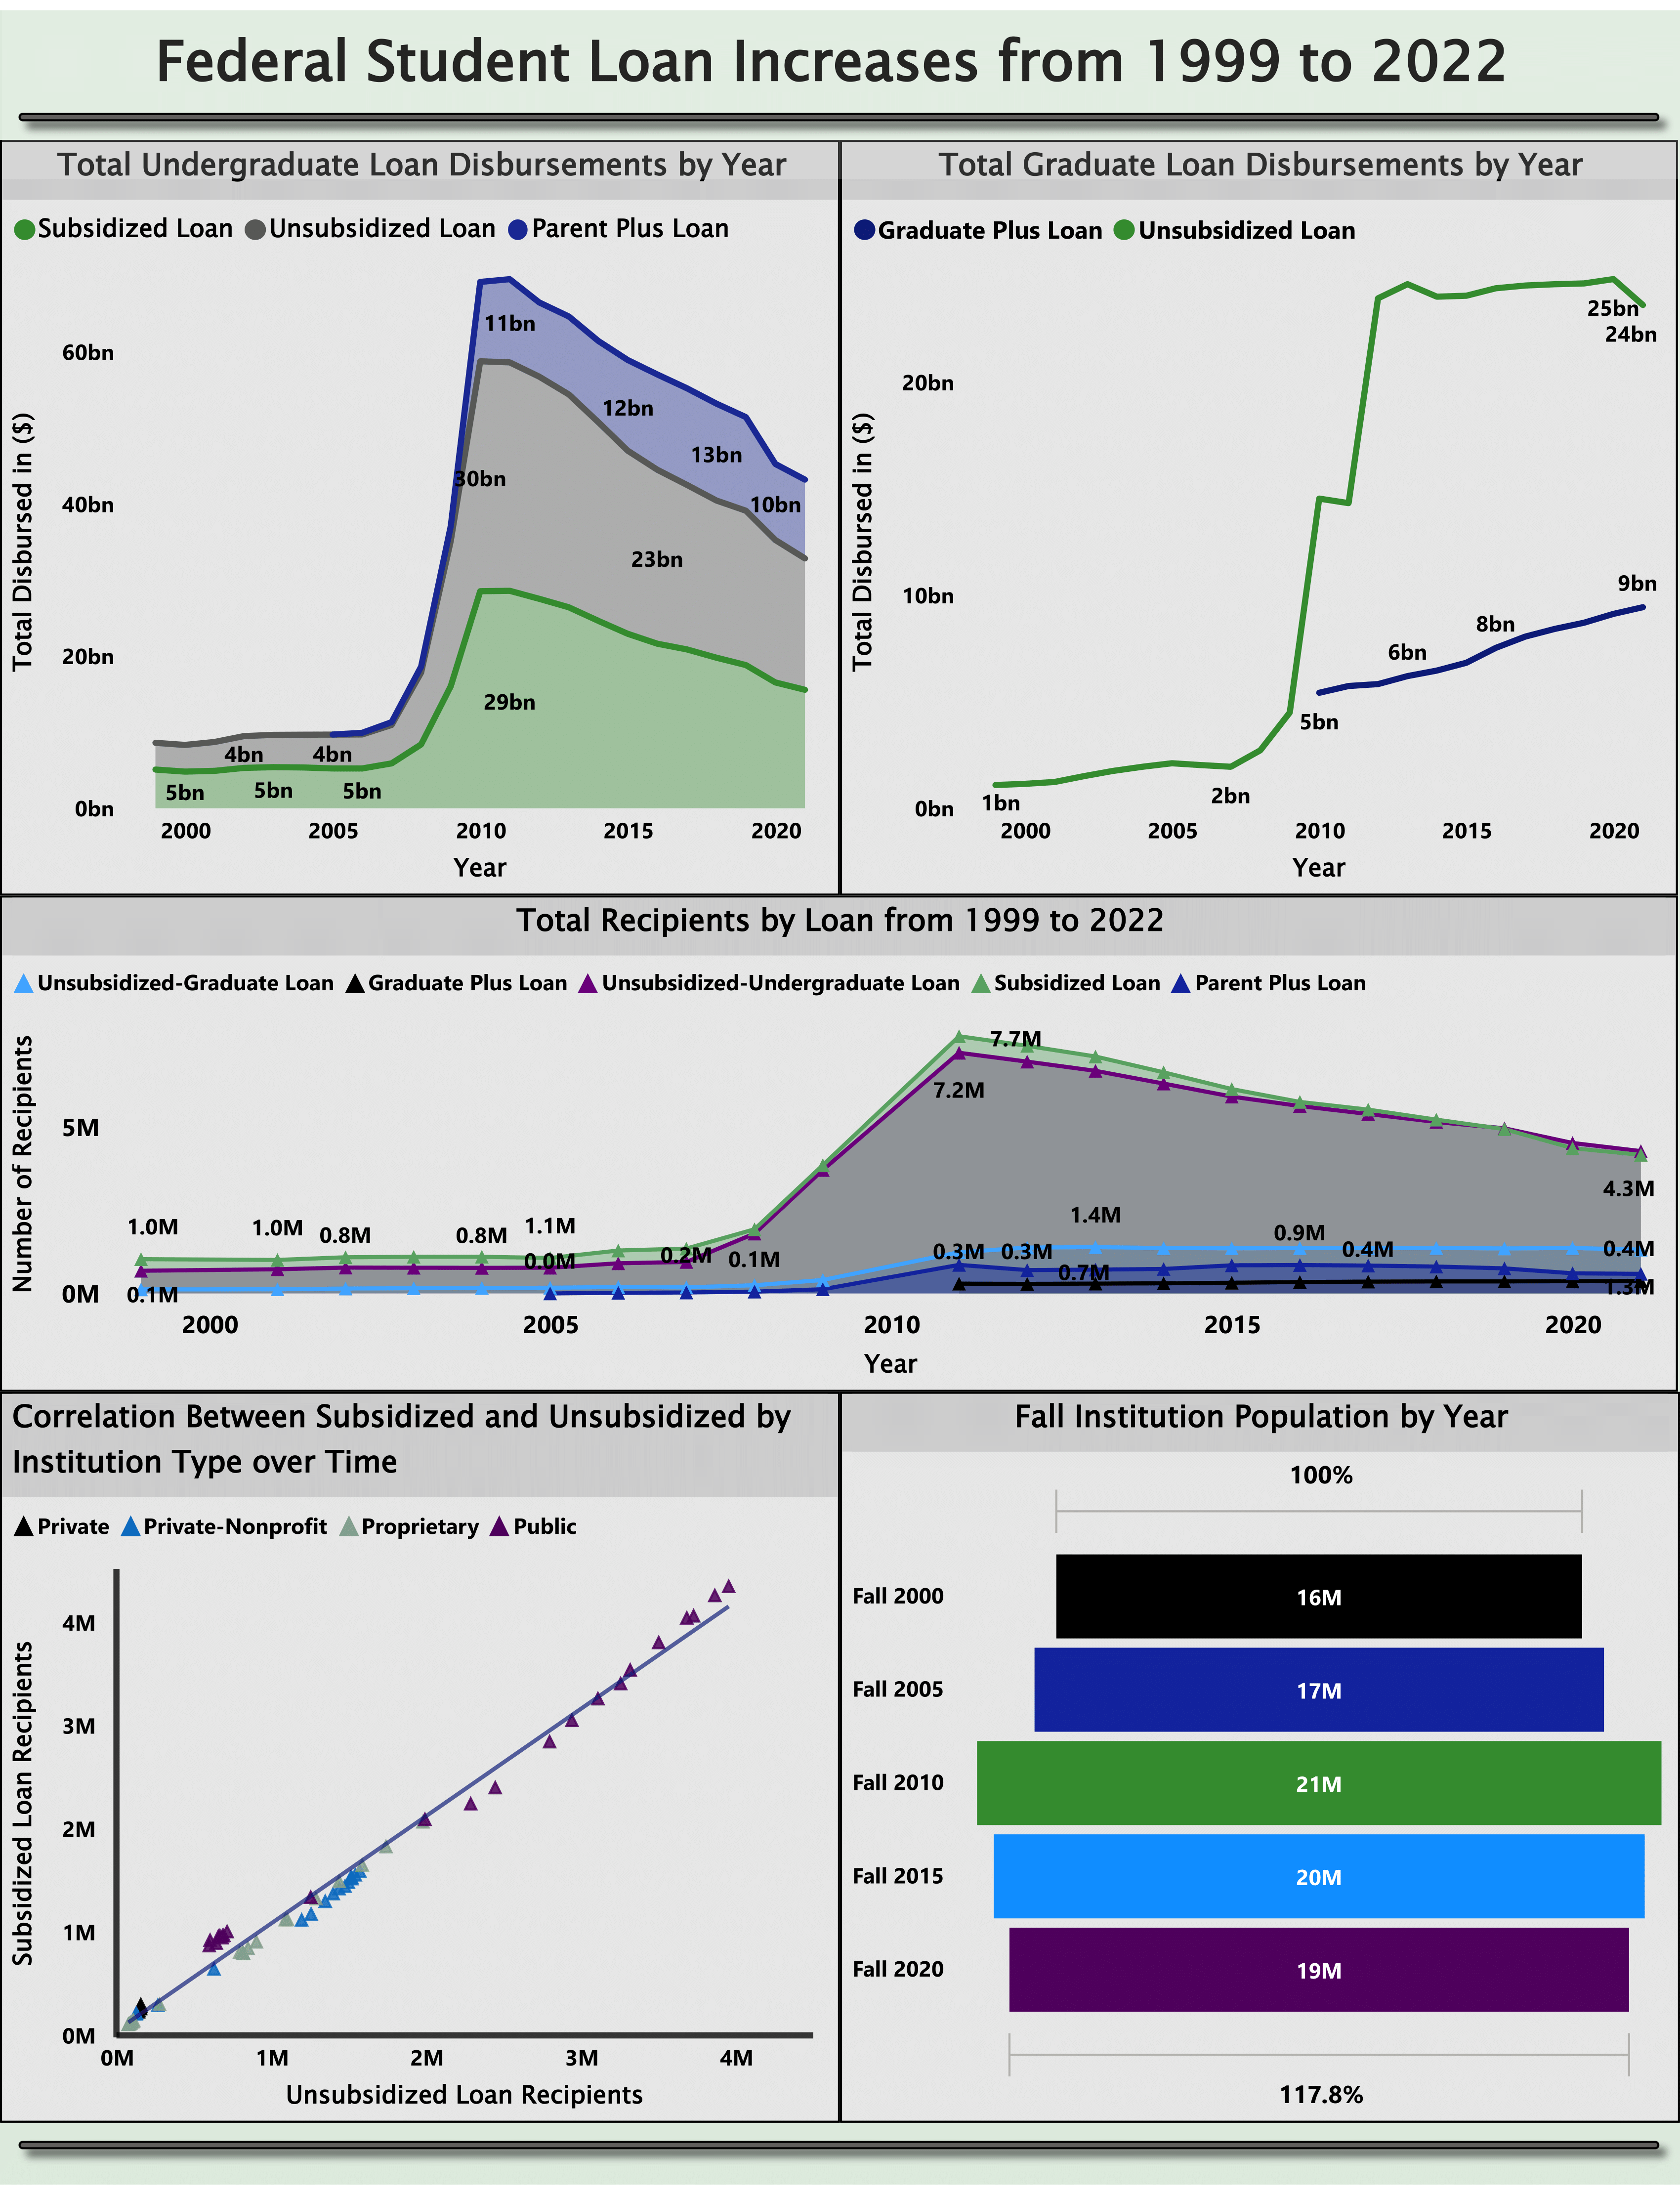 Federal Student Loan Increases from 1999 to 2022
Total Undergraduate Loan Disbursements by Year
Subsidized Loan Unsubsidized Loan Parent Plus Loan
Total Disbursed in ($)
60bn
40bn
20bn
0bn
11bn
12bn
13bn
10bn
30bn
23bn
29bn
4bn
4bn
5bn
5bn
5bn
2000 2005 2010 2015 2020
Year
Total Graduate Loan Disbursements by Year
Graduate Plus Loan Unsubsidized Loan
Total Disbursed in ($)
20bn
10bn
0bn
25bn
24bn
9bn
8bn
6bn
5bn
2bn
1bn
2000 2005 2010 2015 2020
Year
Total Recipients by Loan from 1999 to 2022
Unsubsidized-Graduate Loan Graduate Plus Loan Unsubsidized-Undergraduate Loan Subsidized Loan Parent Plus Loan
Number of Recipients
5M
0M
7.7M
7.2M
4.3M
1.0M 1.0M 0.8M 0.8M 1.1M
1.4M
0.9M
0.0M 0.2M 0.1M 0.3M 0.3M 0.4M 0.4M
0.7M
0.1M
1.3M
2000 2005 2010 2015 2020
Year
Correlation Between Subsidized and Unsubsidized by
Institution Type over Time
Private Private-Nonprofit Proprietary Public
Subsidized Loan Recipients
4M
3M
2M
1M
0M
0M 1M 2M 3M 4M
Unsubsidized Loan Recipients
Fall Institution Population by Year
100%
Fall 2000 16M
Fall 2005 17M
Fall 2010 21M
Fall 2015 20M
Fall 2020 19M
117.8%